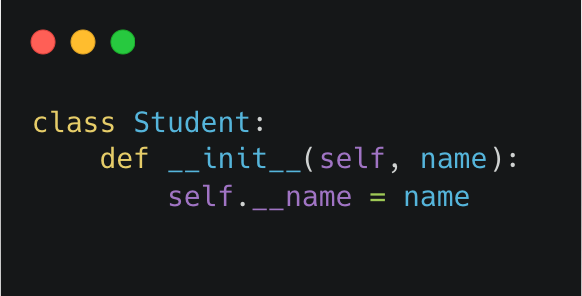 class Student:
    def __init__(self, name):
        self.__name = name